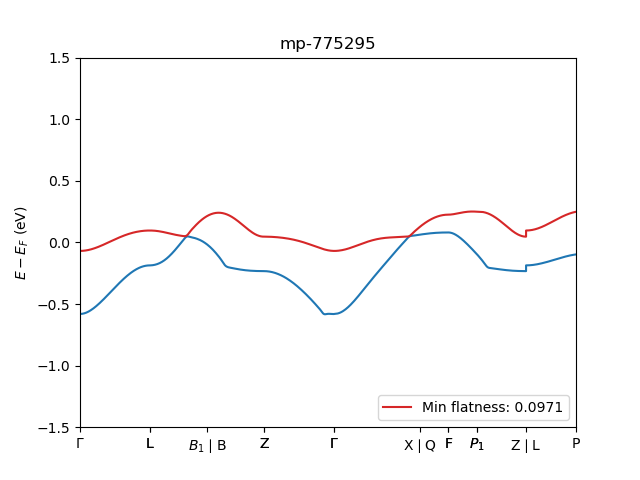 mp-775295
1.5
1.0
0.5
0.0
−0.5
−1.0
−1.5
E − E_F (eV)
Min flatness: 0.0971
Γ L B₁ | B Z Γ X | Q F P₁ Z | L P